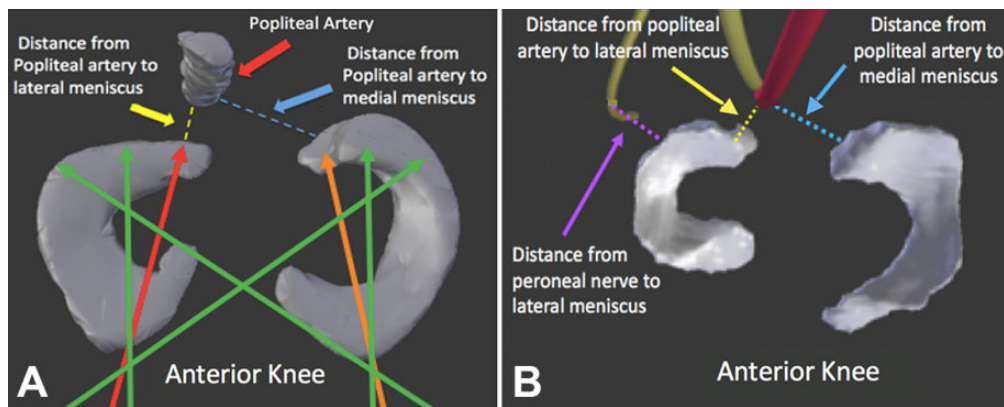 Popliteal Artery
Distance from
Popliteal artery to
lateral meniscus
Distance from
Popliteal artery to
medial meniscus
A
Anterior Knee
Distance from popliteal
artery to lateral meniscus
Distance from
popliteal artery to
medial meniscus
Distance from
peroneal nerve to
lateral meniscus
B
Anterior Knee